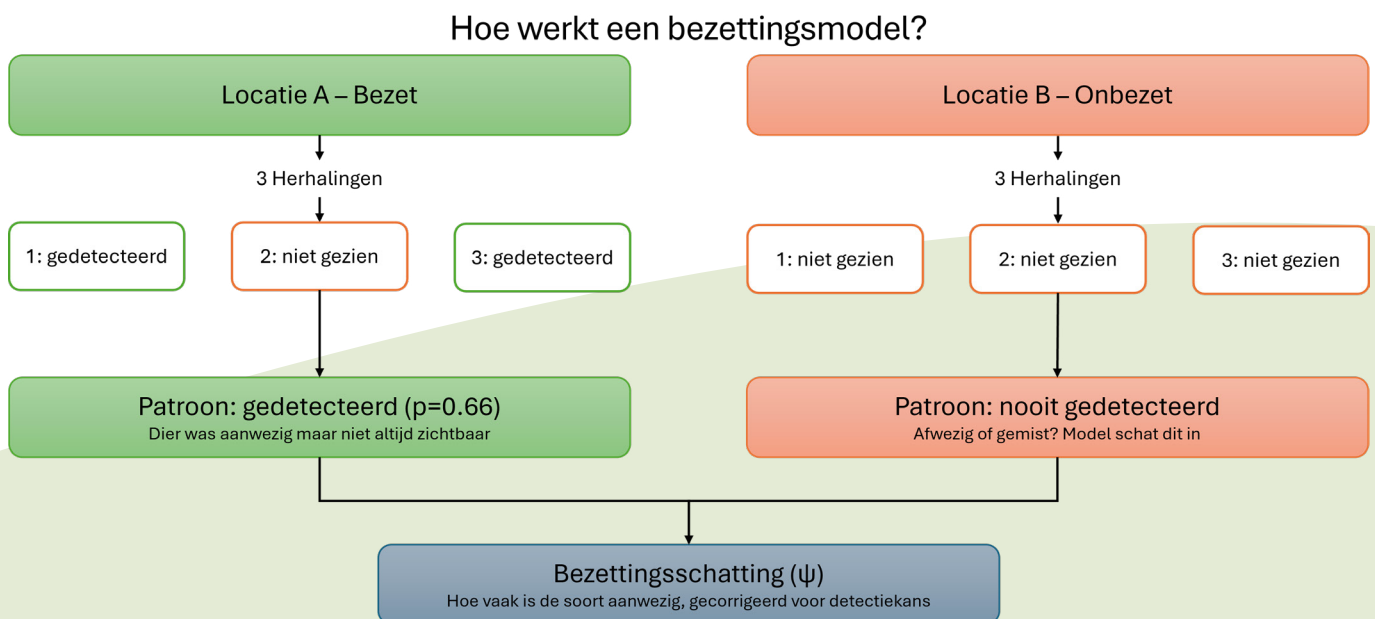 Hoe werkt een bezettingsmodel?
Locatie A – Bezet
Locatie B – Onbezet
3 Herhalingen
3 Herhalingen
1: gedetecteerd
2: niet gezien
3: gedetecteerd
1: niet gezien
2: niet gezien
3: niet gezien
Patroon: gedetecteerd (p=0.66)
Dier was aanwezig maar niet altijd zichtbaar
Patroon: nooit gedetecteerd
Afwezig of gemist? Model schat dit in
Bezettingsschatting (ψ)
Hoe vaak is de soort aanwezig, gecorrigeerd voor detectiekans